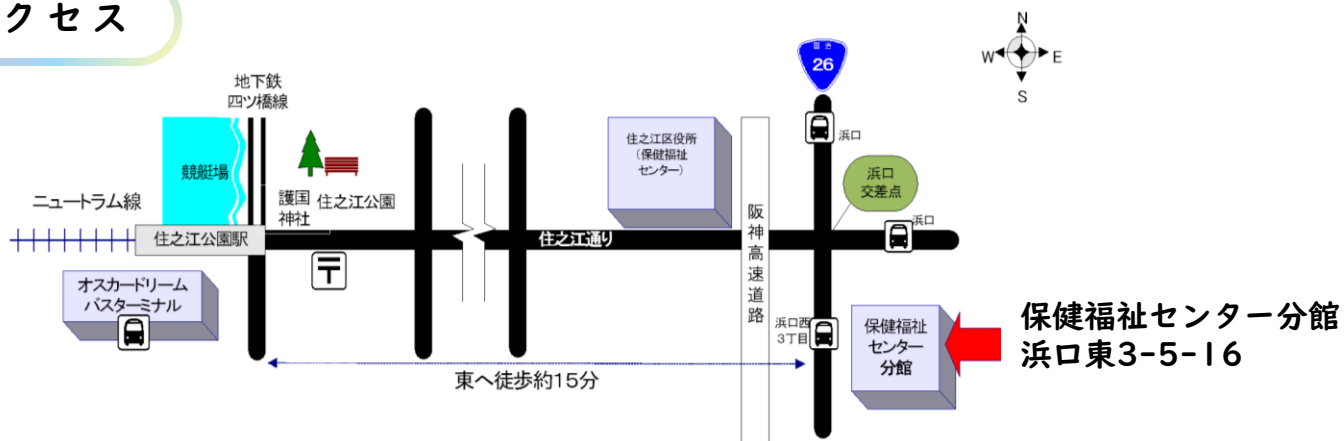 クセス
N
W
E
S
国道
26
地下鉄
四ツ橋線
浜口
住之江区役所
(保健福祉
センター)
競艇場
浜口
交差点
護国
神社
住之江公園
ニュートラム線
浜口
住之江公園駅
住之江通り
阪神高速道路
〒
オスカードリーム
バスターミナル
浜口西
3丁目
保健福祉
センター
分館
保健福祉センター分館
浜口東3-5-16
東へ徒歩約15分